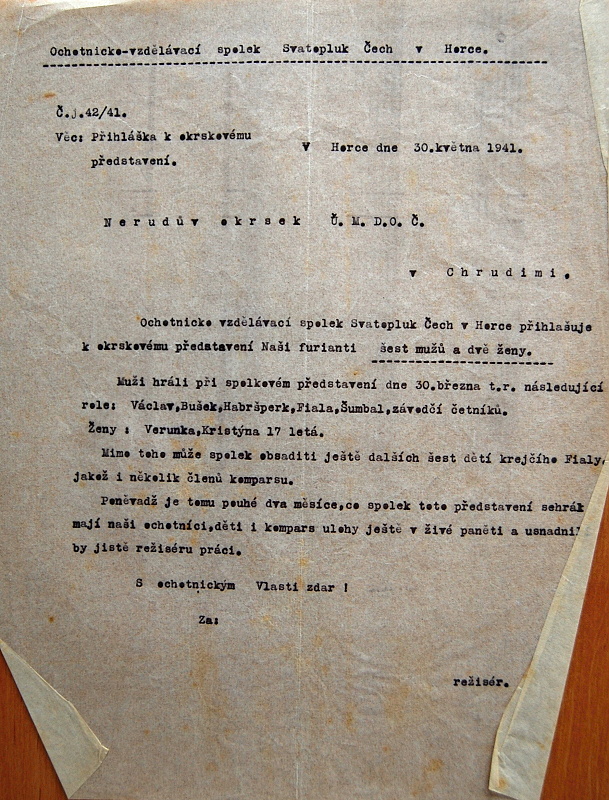 Ochotnicko-vzdělávací spolek Svatopluk Čech v Horce.
Č.j.42/41.
Věc: Přihláška k okrskovému
představení.
V Horce dne 30.května 1941.
Nerudův okrsek Ú.M.D.O.Č.
v Chrudimi.
Ochotnicko vzdělávací spolek Svatopluk Čech v Horce přihlašuje
k okrskovému představení Naši furianti šest mužů a dvě ženy.
Muži hráli při spolkovém představení dne 30.března t.r. následující
role: Václav,Bušek,Habršperk,Fiala,Šumbal,závodčí četníků.
Ženy : Verunka,Kristýna 17 letá.
Mimo toho může spolek obsaditi ještě dalších šest dětí krejčího Fialy,
jakož i několik členů komparsu.
Poněvadž je tomu pouhé dva měsíce,co spolek toto představení sehrál
mají naši ochotníci,děti i kompars ulohy ještě v živé paněti a usnadnil
by jistě režiséru práci.
S ochotnickým Vlasti zdar !
Za:
režisér.